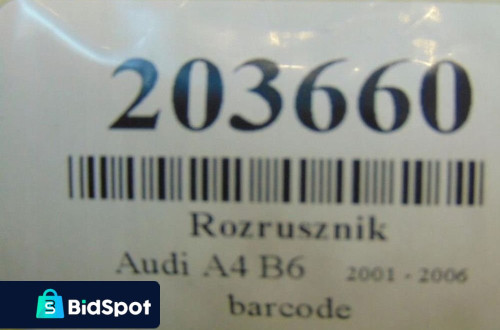 203660
Rozrusznik
Audi A4 B6 2001 - 2006
barcode
BidSpot